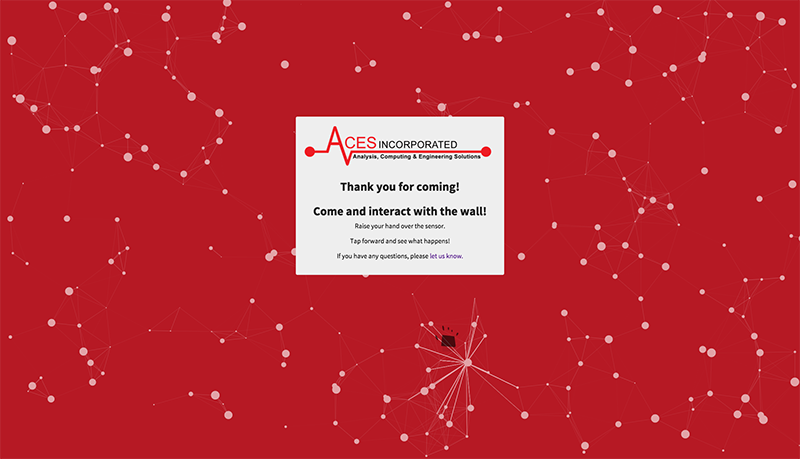 ACES INCORPORATED
Analysis, Computing & Engineering Solutions
Thank you for coming!
Come and interact with the wall!
Raise your hand over the sensor.
Tap forward and see what happens!
If you have any questions, please let us know.